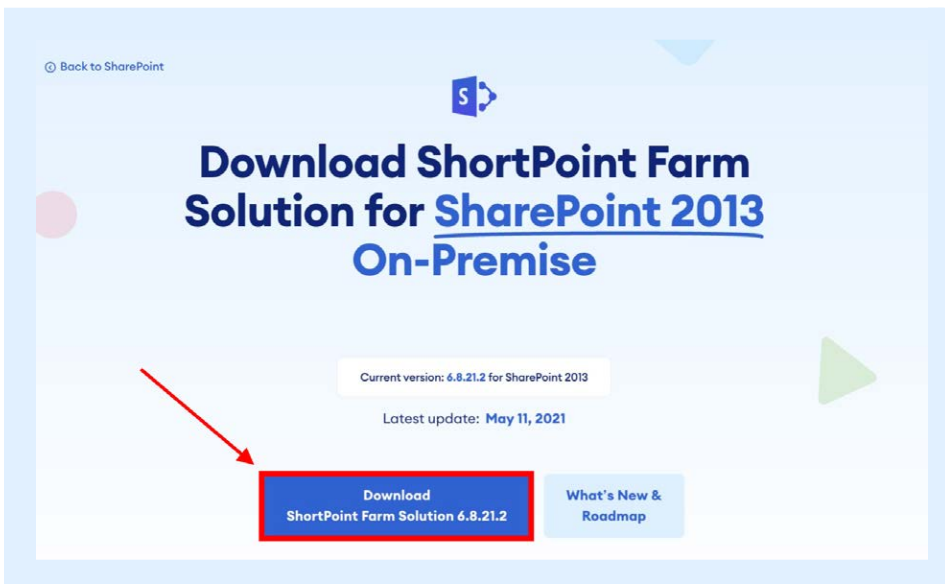 Back to SharePoint
S
Download ShortPoint Farm
Solution for SharePoint 2013
On-Premise
Current version: 6.8.21.2 for SharePoint 2013
Latest update: May 11, 2021
Download
ShortPoint Farm Solution 6.8.21.2
What's New &
Roadmap